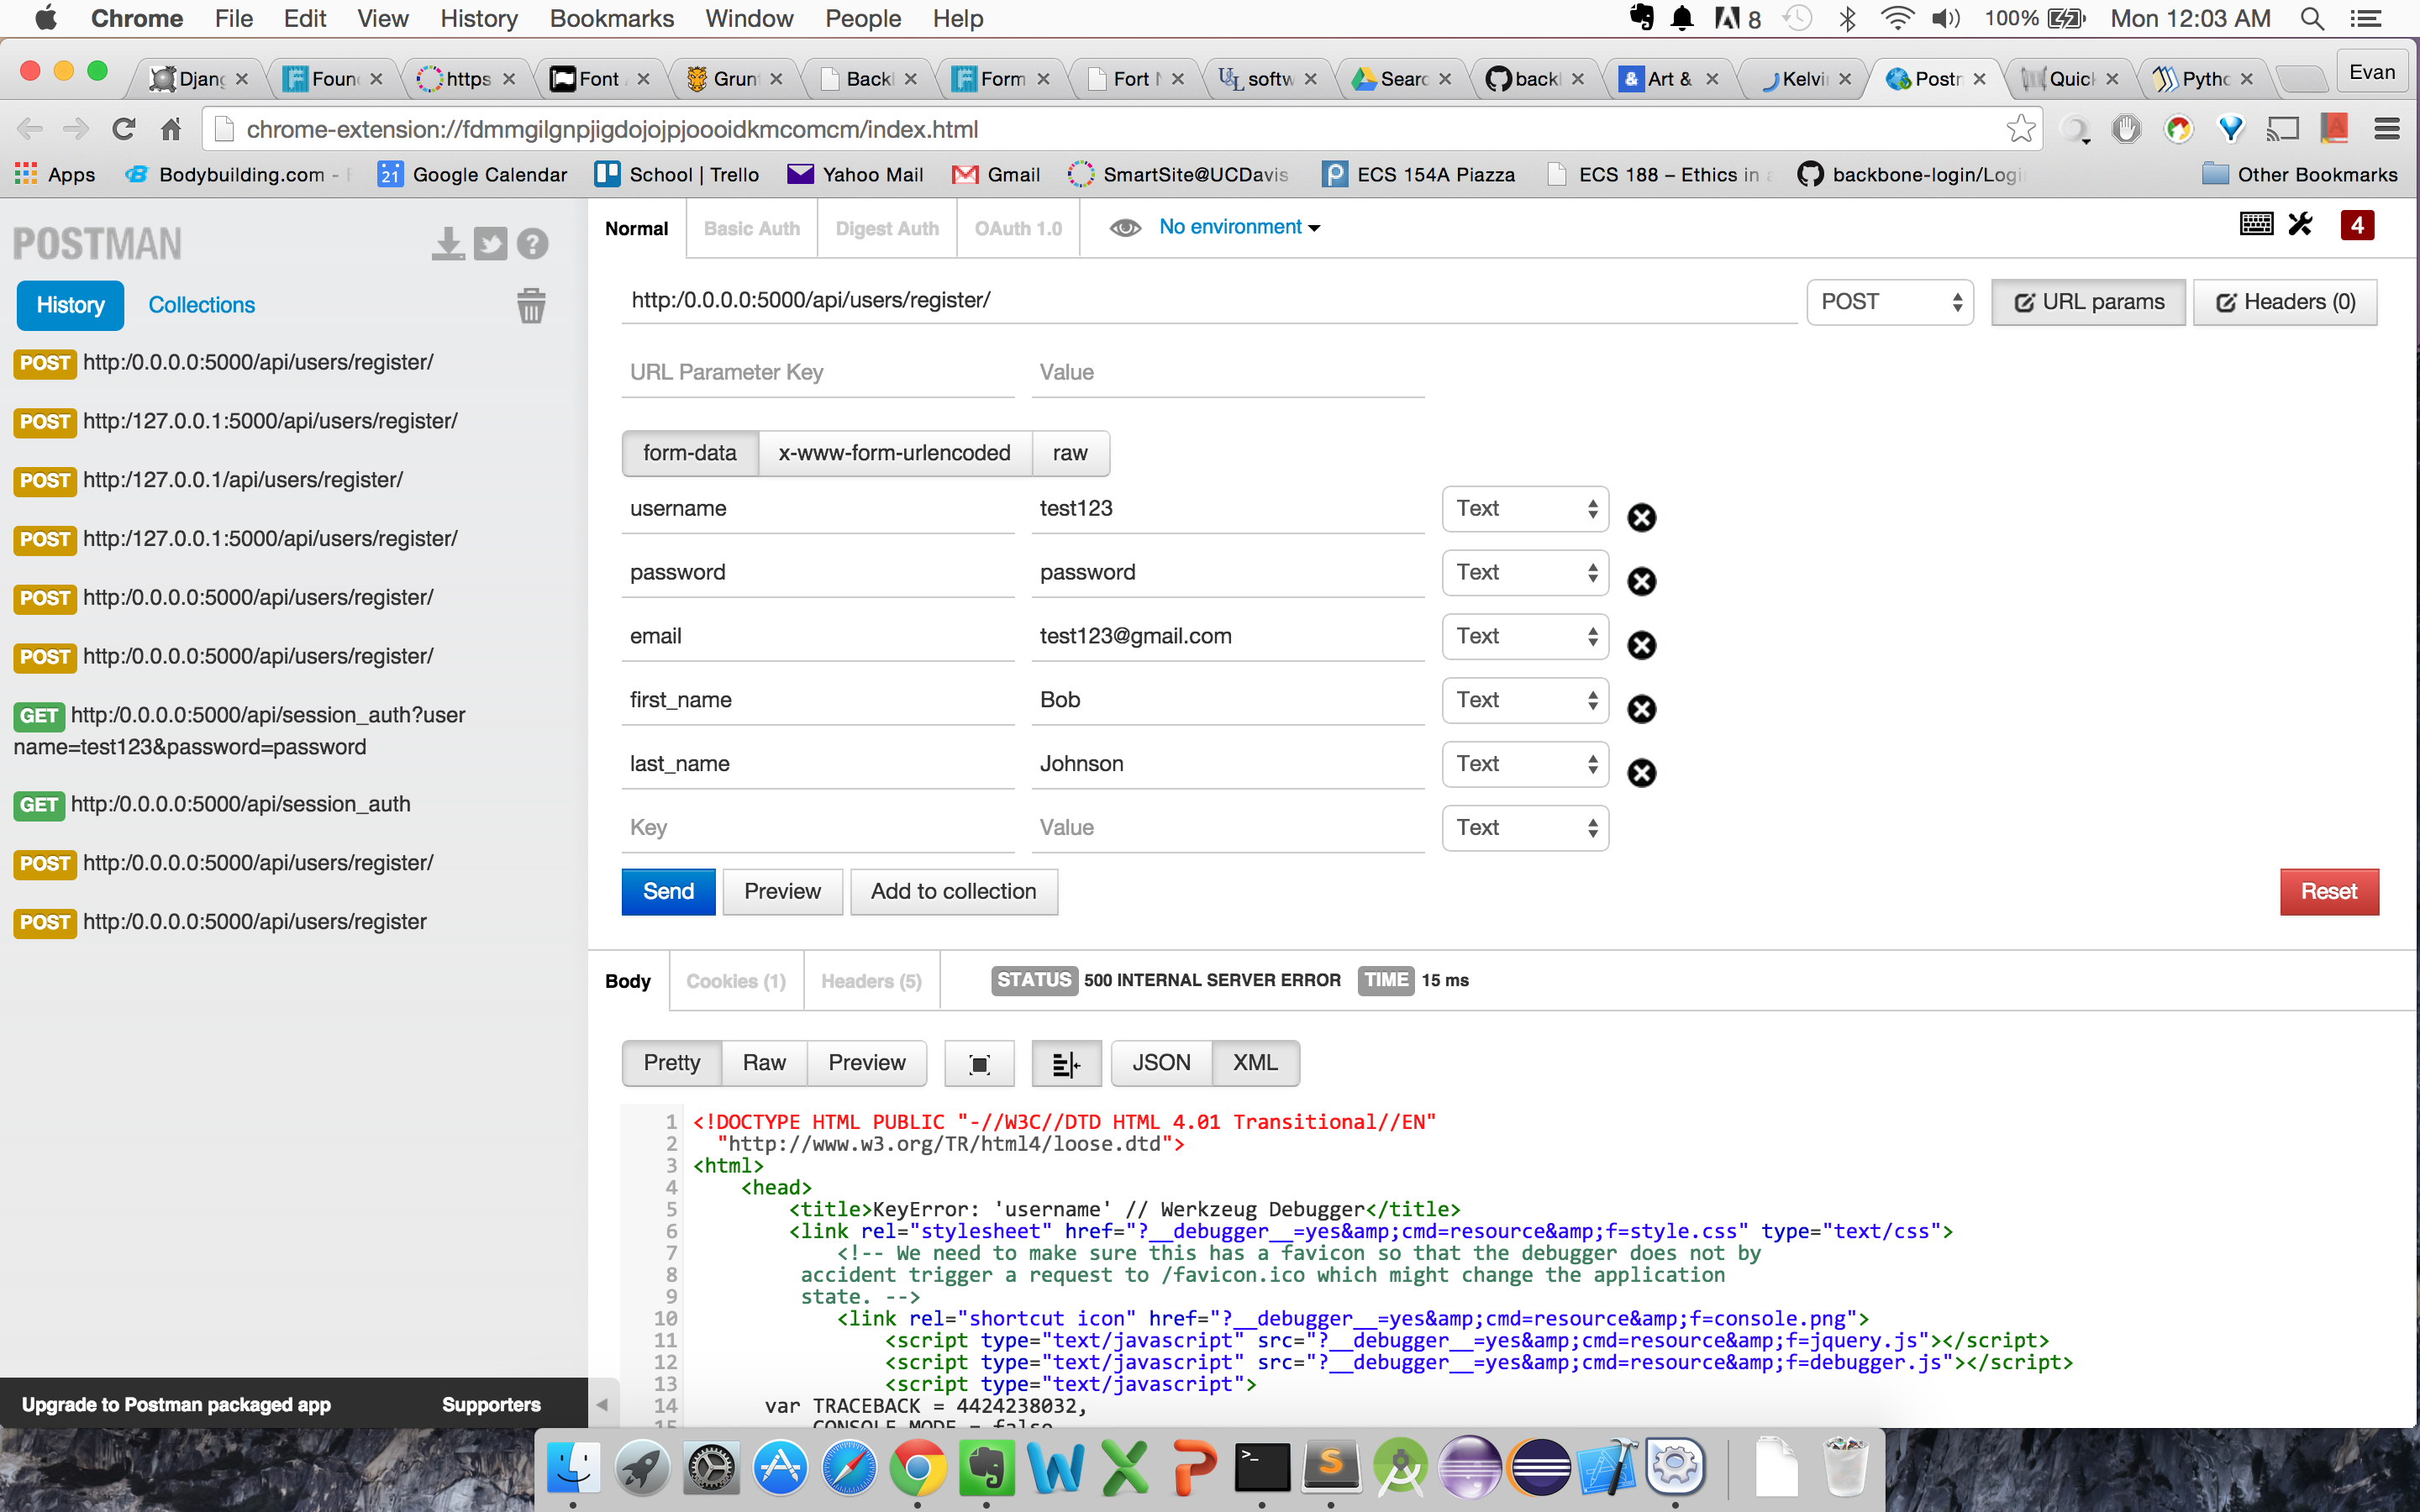 Chrome File Edit View History Bookmarks Window People Help 8 100% Mon 12:03 AM
Djang Foun https Font Grunt Back Form Fort softw Searc back Art & Kelvi Postn Quick Pytho Evan
chrome-extension://fdmmgilgnpjigdojojpjoooidkmcomcm/index.html
Apps Bodybuilding.com - 21 Google Calendar School | Trello Yahoo Mail Gmail SmartSite@UCDavis ECS 154A Piazza ECS 188 – Ethics in backbone-login/Logi Other Bookmarks
POSTMAN
History Collections
POST http:/0.0.0.0:5000/api/users/register/
POST http:/127.0.0.1:5000/api/users/register/
POST http:/127.0.0.1/api/users/register/
POST http:/127.0.0.1:5000/api/users/register/
POST http:/0.0.0.0:5000/api/users/register/
POST http:/0.0.0.0:5000/api/users/register/
GET http:/0.0.0.0:5000/api/session_auth?user
name=test123&password=password
GET http:/0.0.0.0:5000/api/session_auth
POST http:/0.0.0.0:5000/api/users/register/
POST http:/0.0.0.0:5000/api/users/register
Upgrade to Postman packaged app Supporters
Normal Basic Auth Digest Auth OAuth 1.0 No environment 4
http:/0.0.0.0:5000/api/users/register/ POST URL params Headers (0)
URL Parameter Key Value
form-data x-www-form-urlencoded raw
username test123 Text
password password Text
email test123@gmail.com Text
first_name Bob Text
last_name Johnson Text
Key Value Text
Send Preview Add to collection Reset
Body Cookies (1) Headers (5) STATUS 500 INTERNAL SERVER ERROR TIME 15 ms
Pretty Raw Preview JSON XML
1 <!DOCTYPE HTML PUBLIC "-//W3C//DTD HTML 4.01 Transitional//EN"
2 "http://www.w3.org/TR/html4/loose.dtd">
3 <html>
4 <head>
5 <title>KeyError: 'username' // Werkzeug Debugger</title>
6 <link rel="stylesheet" href="?__debugger__=yes&amp;cmd=resource&amp;f=style.css" type="text/css">
7 <!-- We need to make sure this has a favicon so that the debugger does not by
8 accident trigger a request to /favicon.ico which might change the application
9 state. -->
10 <link rel="shortcut icon" href="?__debugger__=yes&amp;cmd=resource&amp;f=console.png">
11 <script type="text/javascript" src="?__debugger__=yes&amp;cmd=resource&amp;f=jquery.js"></script>
12 <script type="text/javascript" src="?__debugger__=yes&amp;cmd=resource&amp;f=debugger.js"></script>
13 <script type="text/javascript">
14 var TRACEBACK = 4424238032,
15 CONSOLE_MODE = false,